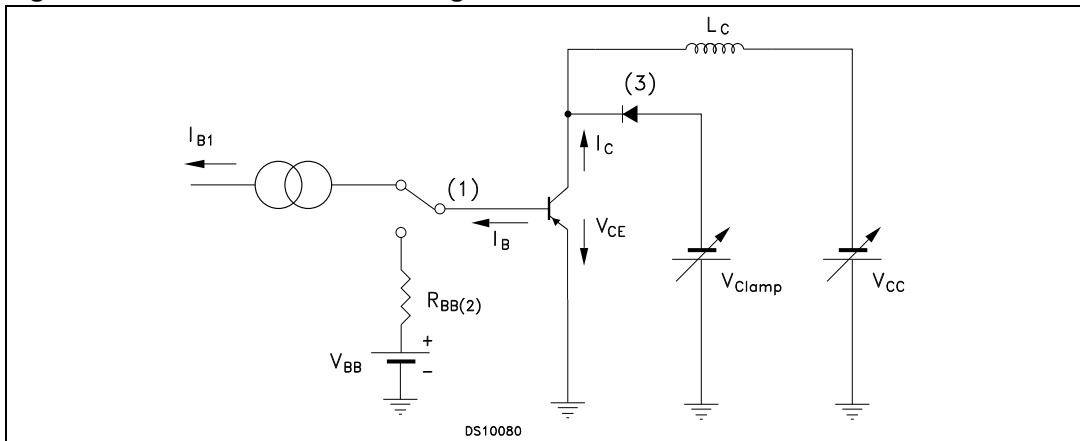 L_C
(3)
I_B1
I_C
(1)
I_B
V_CE
R_BB(2)
V_Clamp
V_CC
V_BB
+
-
DS10080